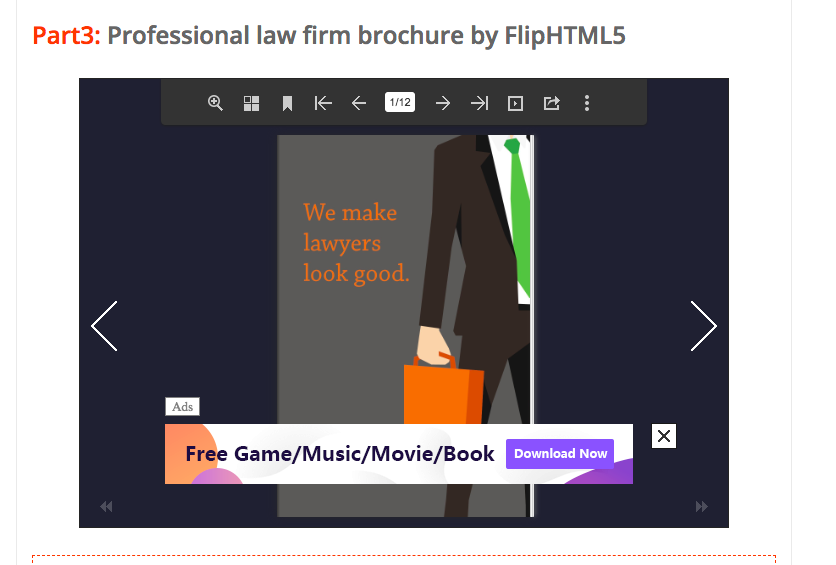 Part3: Professional law firm brochure by FlipHTML5
1/12
We make
lawyers
look good.
Ads
Free Game/Music/Movie/Book
Download Now